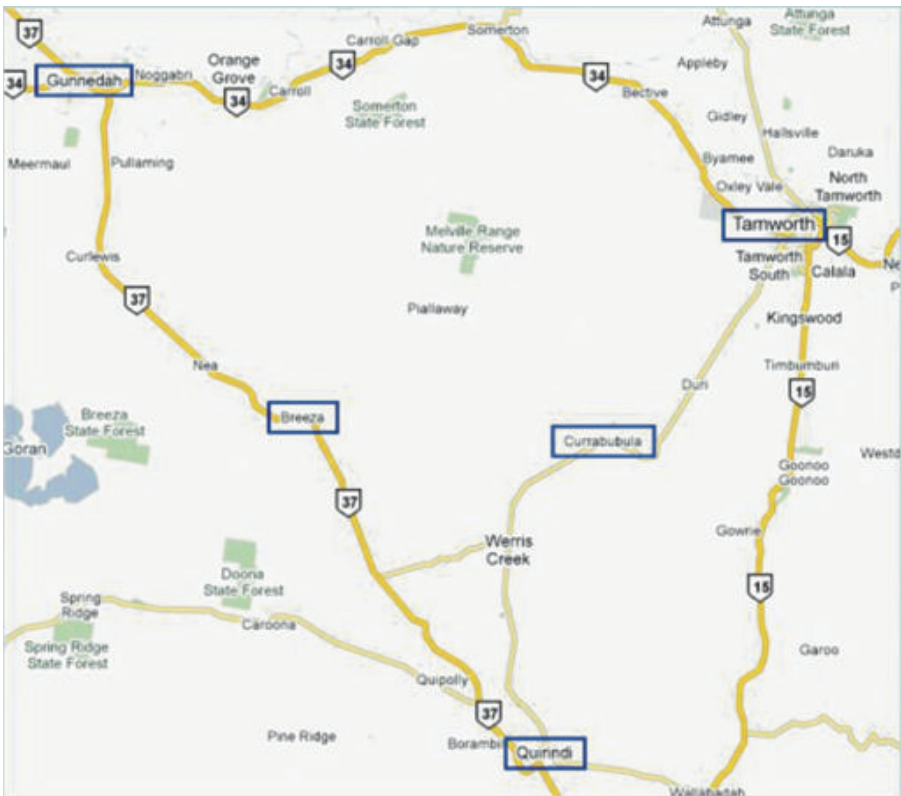 37
Attunga
Attunga
State Forest
Somerton
Carroll Gap
34
Gunnedah
Noggabri
Orange
Grove
34
34
Carroll
34
Appleby
Bective
Somerton
State Forest
Gidley
Hallsville
Meermaul
Pullaming
Byamee
Daruka
Oxley Vale
North
Tamworth
Tamworth
15
Melville Range
Nature Reserve
Curlewis
Tamworth
South
Calala
Ne
P
37
Piallaway
Kingswood
Nea
Timbumburi
Duri
15
Breeza
State Forest
Breeza
Currabubula
Goran
Westd
Goonoo
Goonoo
37
Gowrie
Werris
Creek
Doona
State Forest
15
Spring
Ridge
Caroona
Spring Ridge
State Forest
Garoo
Quipolly
37
Pine Ridge
Borambil
Quirindi
Wallabadah